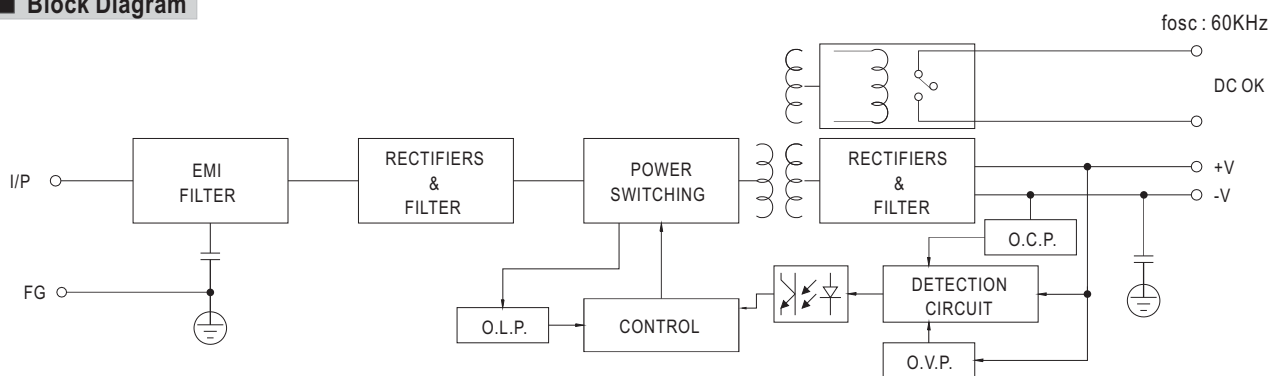 Block Diagram
fosc : 60KHz
DC OK
I/P
EMI
FILTER
RECTIFIERS
&
FILTER
POWER
SWITCHING
RECTIFIERS
&
FILTER
+V
-V
O.C.P.
FG
O.L.P.
CONTROL
DETECTION
CIRCUIT
O.V.P.